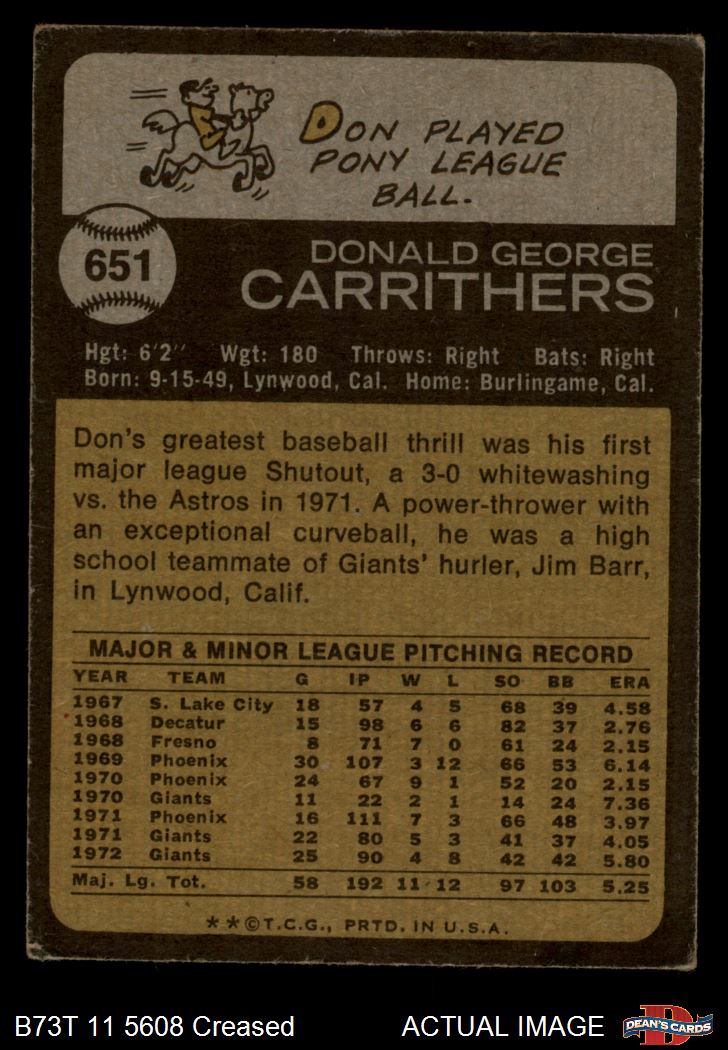 DON PLAYED
PONY LEAGUE
BALL.
651
DONALD GEORGE
CARRITHERS
Hgt: 6'2" Wgt: 180 Throws: Right Bats: Right
Born: 9-15-49, Lynwood, Cal. Home: Burlingame, Cal.
Don's greatest baseball thrill was his first
major league Shutout, a 3-0 whitewashing
vs. the Astros in 1971. A power-thrower with
an exceptional curveball, he was a high
school teammate of Giants' hurler, Jim Barr,
in Lynwood, Calif.
MAJOR & MINOR LEAGUE PITCHING RECORD
YEAR TEAM G IP W L SO BB ERA
1967 S. Lake City 18 57 4 5 68 39 4.58
1968 Decatur 15 98 6 6 82 37 2.76
1968 Fresno 8 71 7 0 61 24 2.15
1969 Phoenix 30 107 3 12 66 53 6.14
1970 Phoenix 24 67 9 1 52 20 2.15
1970 Giants 11 22 2 1 14 24 7.36
1971 Phoenix 16 111 7 3 66 48 3.97
1971 Giants 22 80 5 3 41 37 4.05
1972 Giants 25 90 4 8 42 42 5.80
Maj. Lg. Tot. 58 192 11 12 97 103 5.25
**©T.C.G., PRTD. IN U.S.A.
B73T 11 5608 Creased ACTUAL IMAGE
D
DEAN'S CARDS